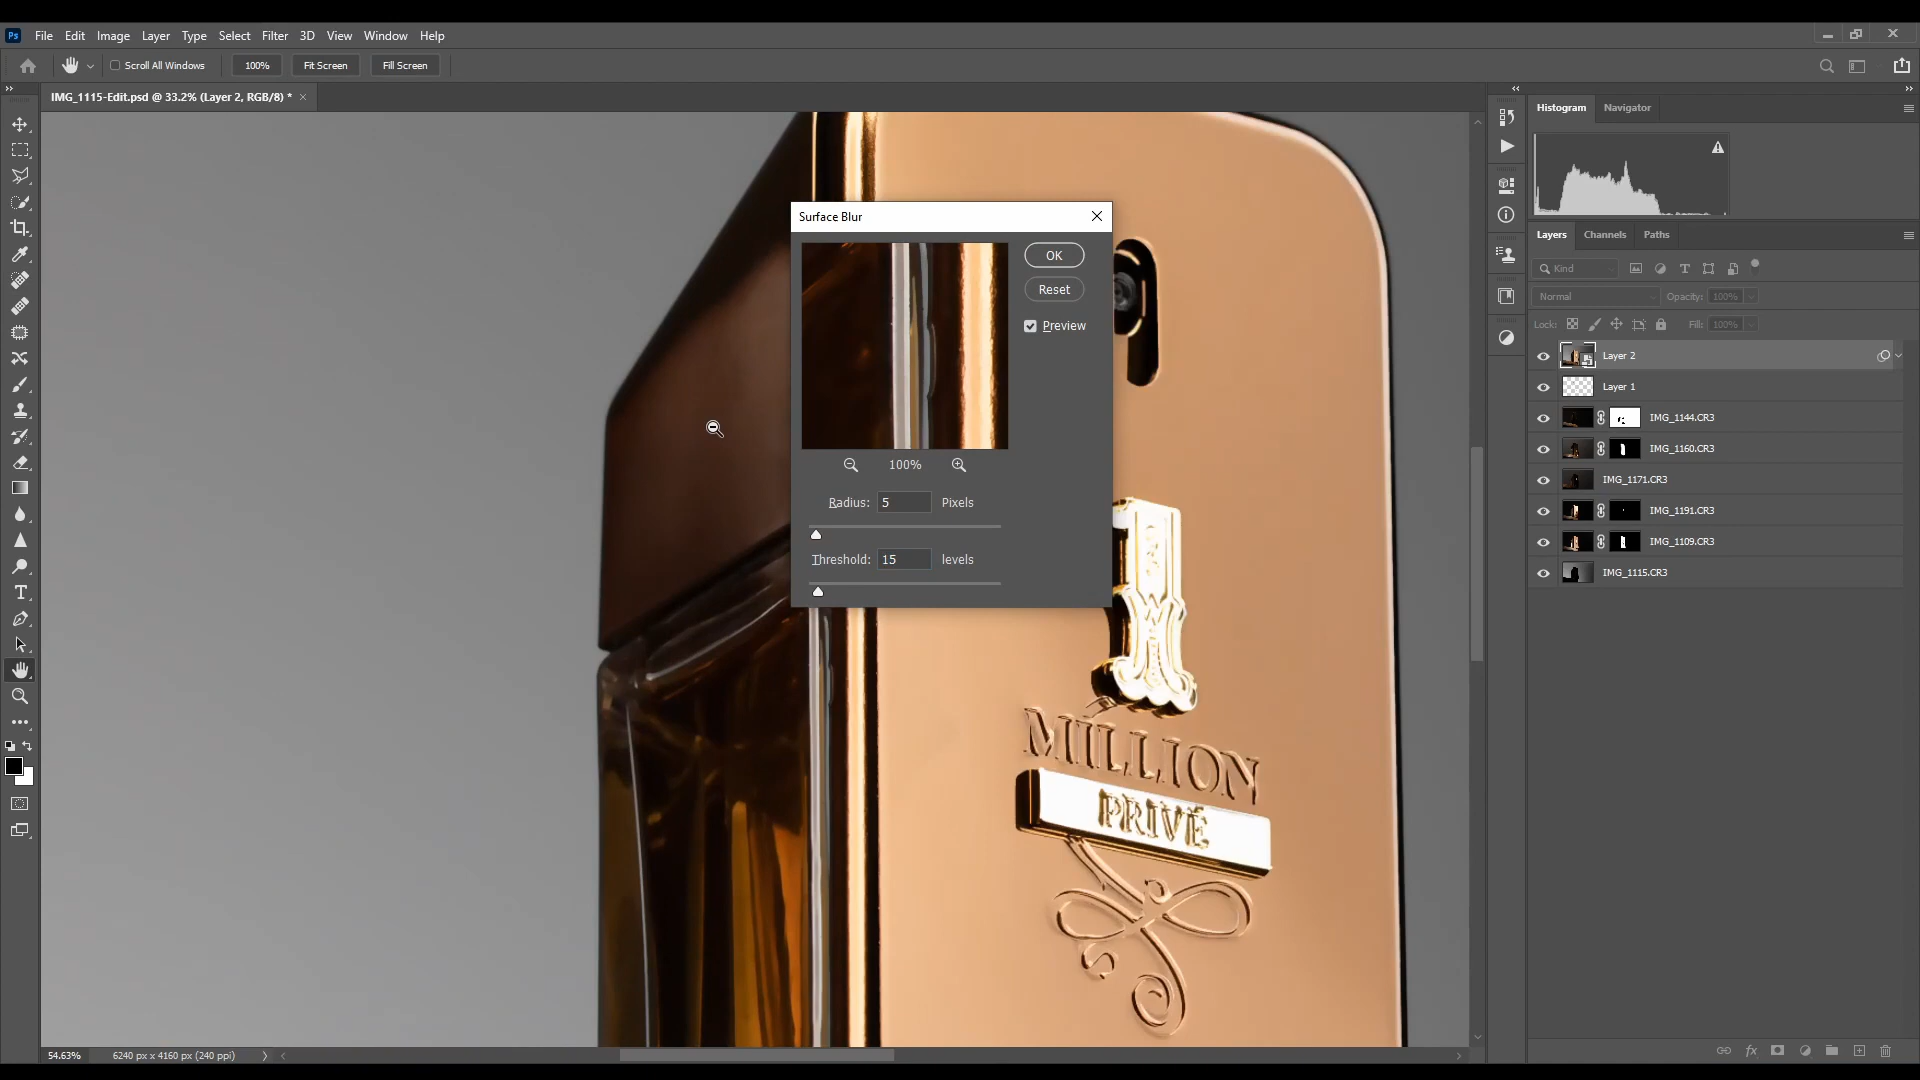 Ps File Edit Image Layer Type Select Filter 3D View Window Help
Scroll All Windows 100% Fit Screen Fill Screen
IMG_1115-Edit.psd @ 33.2% (Layer 2, RGB/8) * ×
Histogram Navigator
Surface Blur
OK
Reset
Preview
100%
Radius: 5 Pixels
Threshold: 15 levels
Layers Channels Paths
Kind
Normal Opacity: 100%
Lock: Fill: 100%
Layer 2
Layer 1
IMG_1144.CR3
IMG_1160.CR3
IMG_1171.CR3
IMG_1191.CR3
IMG_1109.CR3
IMG_1115.CR3
1
MILLION
PRIVÉ
54.63% 6240 px x 4160 px (240 ppi)